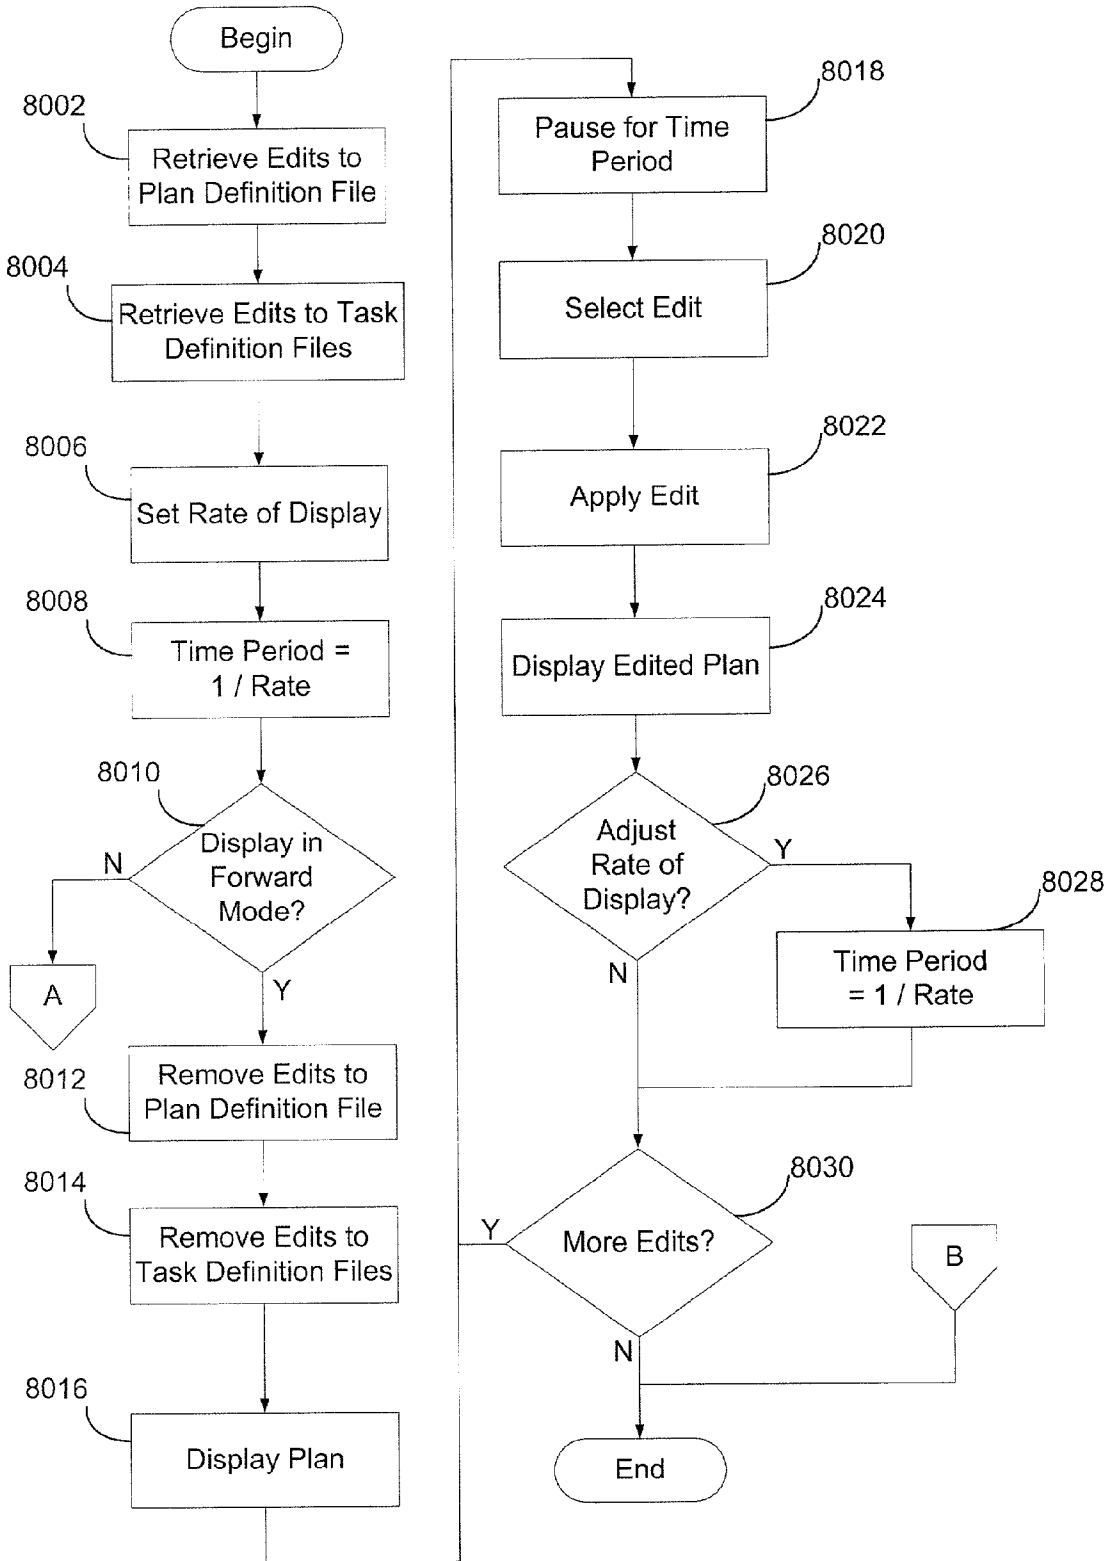 Begin
8002
Retrieve Edits to
Plan Definition File
8004
Retrieve Edits to Task
Definition Files
8006
Set Rate of Display
8008
Time Period =
1 / Rate
8010
Display in
Forward
Mode?
N
Y
A
8012
Remove Edits to
Plan Definition File
8014
Remove Edits to
Task Definition Files
8016
Display Plan
8018
Pause for Time
Period
8020
Select Edit
8022
Apply Edit
8024
Display Edited Plan
8026
Adjust
Rate of
Display?
Y
N
8028
Time Period
= 1 / Rate
8030
More Edits?
Y
N
B
End